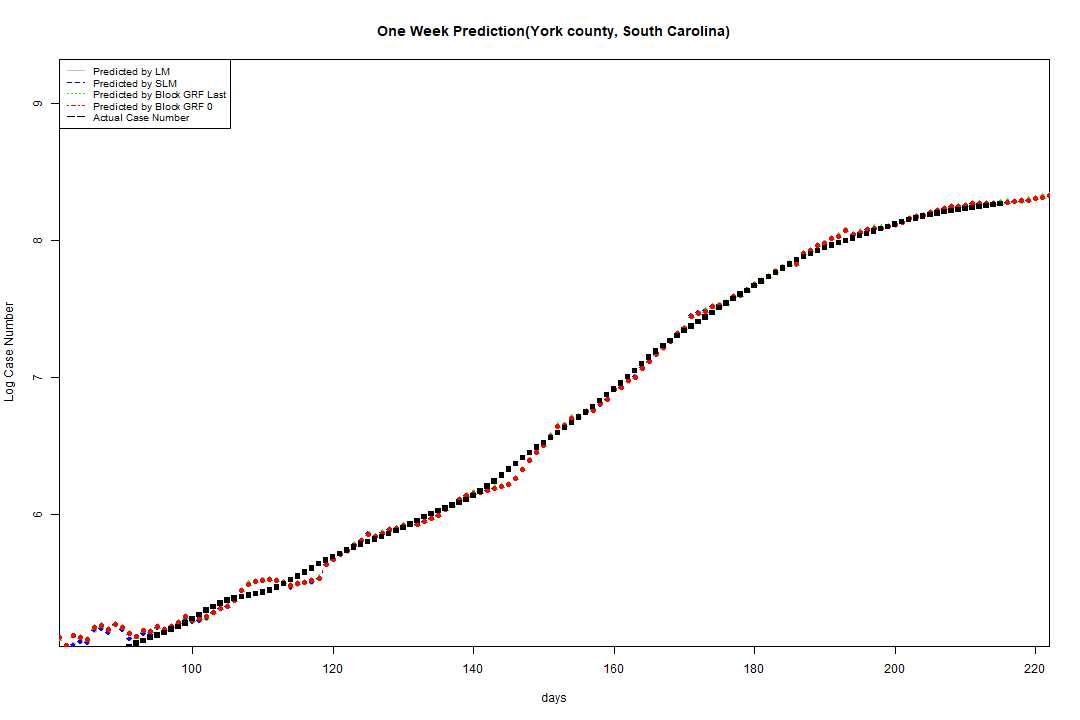 One Week Prediction(York county, South Carolina)
Predicted by LM
Predicted by SLM
Predicted by Block GRF Last
Predicted by Block GRF 0
Actual Case Number
9
8
7
6
Log Case Number
100 120 140 160 180 200 220
days